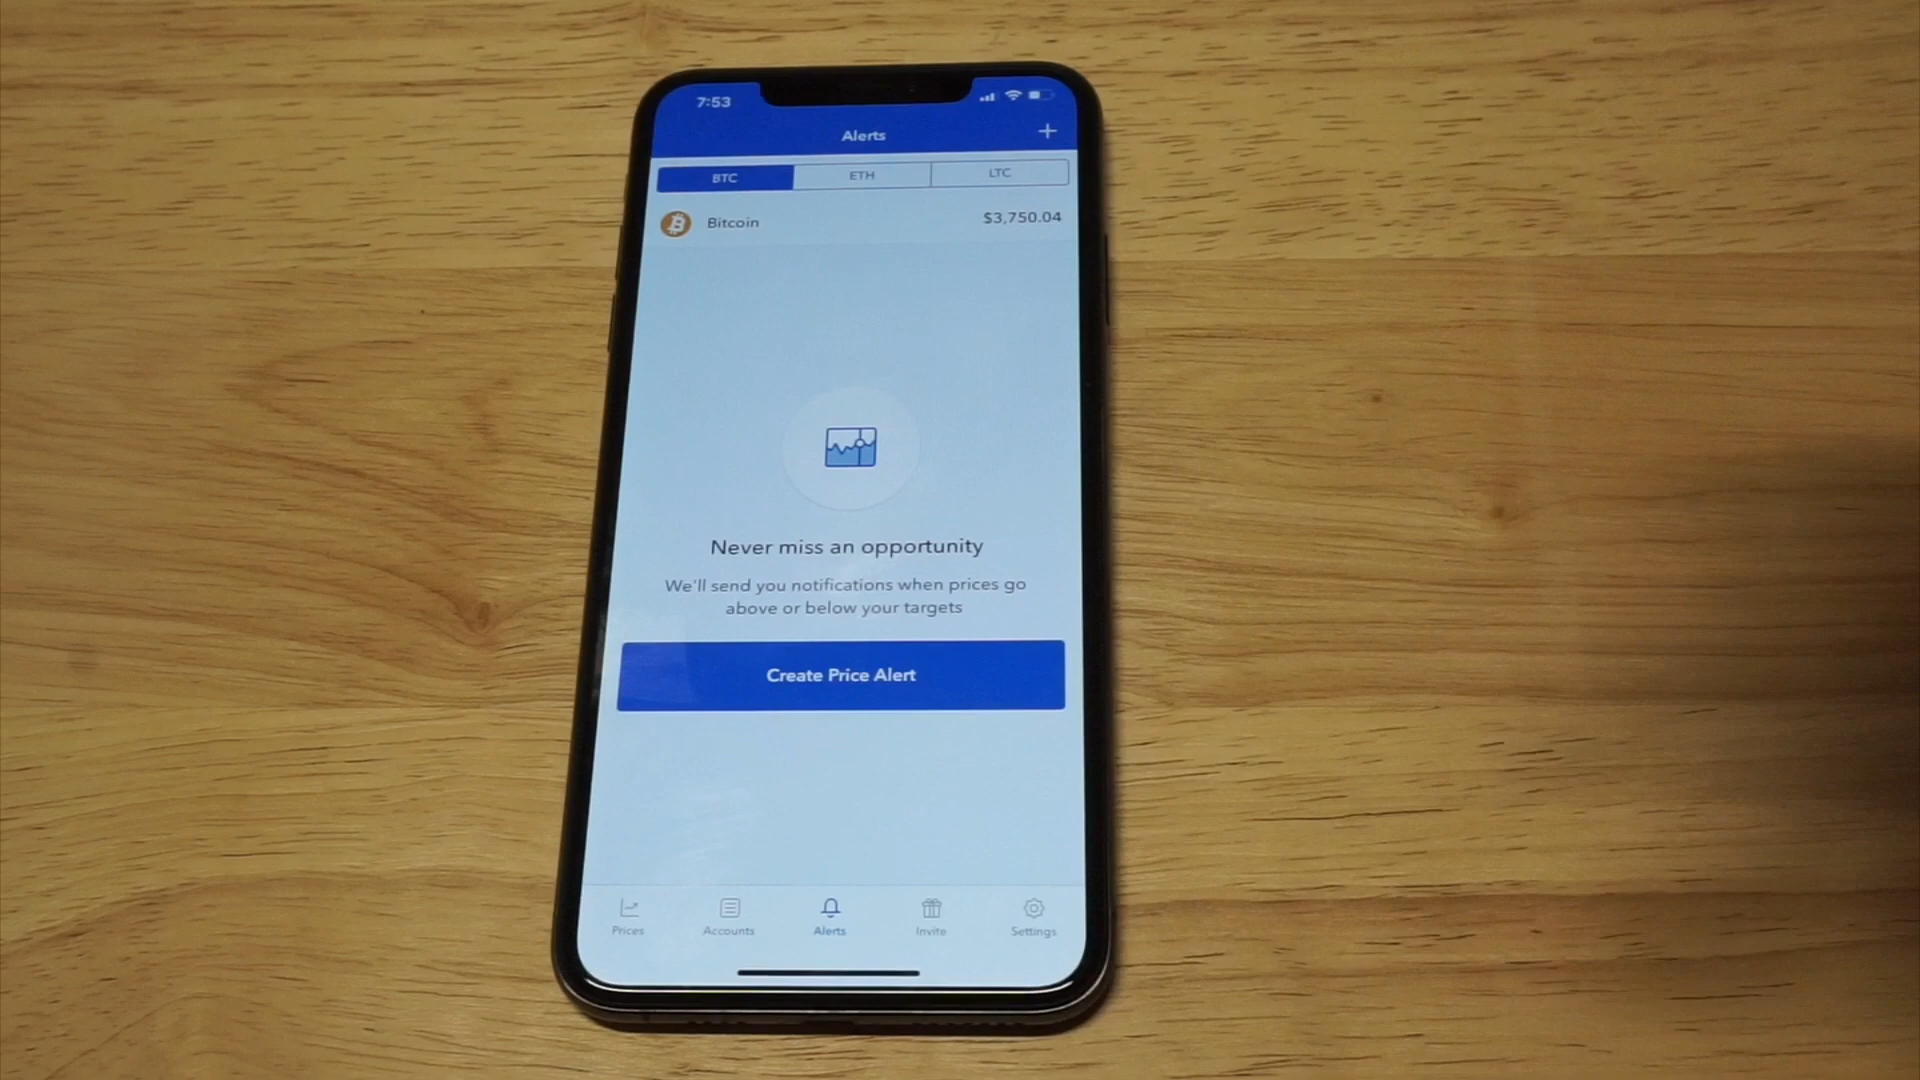 7:53
Alerts
BTC
ETH
LTC
Bitcoin
$3,750.04
Never miss an opportunity
We'll send you notifications when prices go
above or below your targets
Create Price Alert
Prices
Accounts
Alerts
Invite
Settings